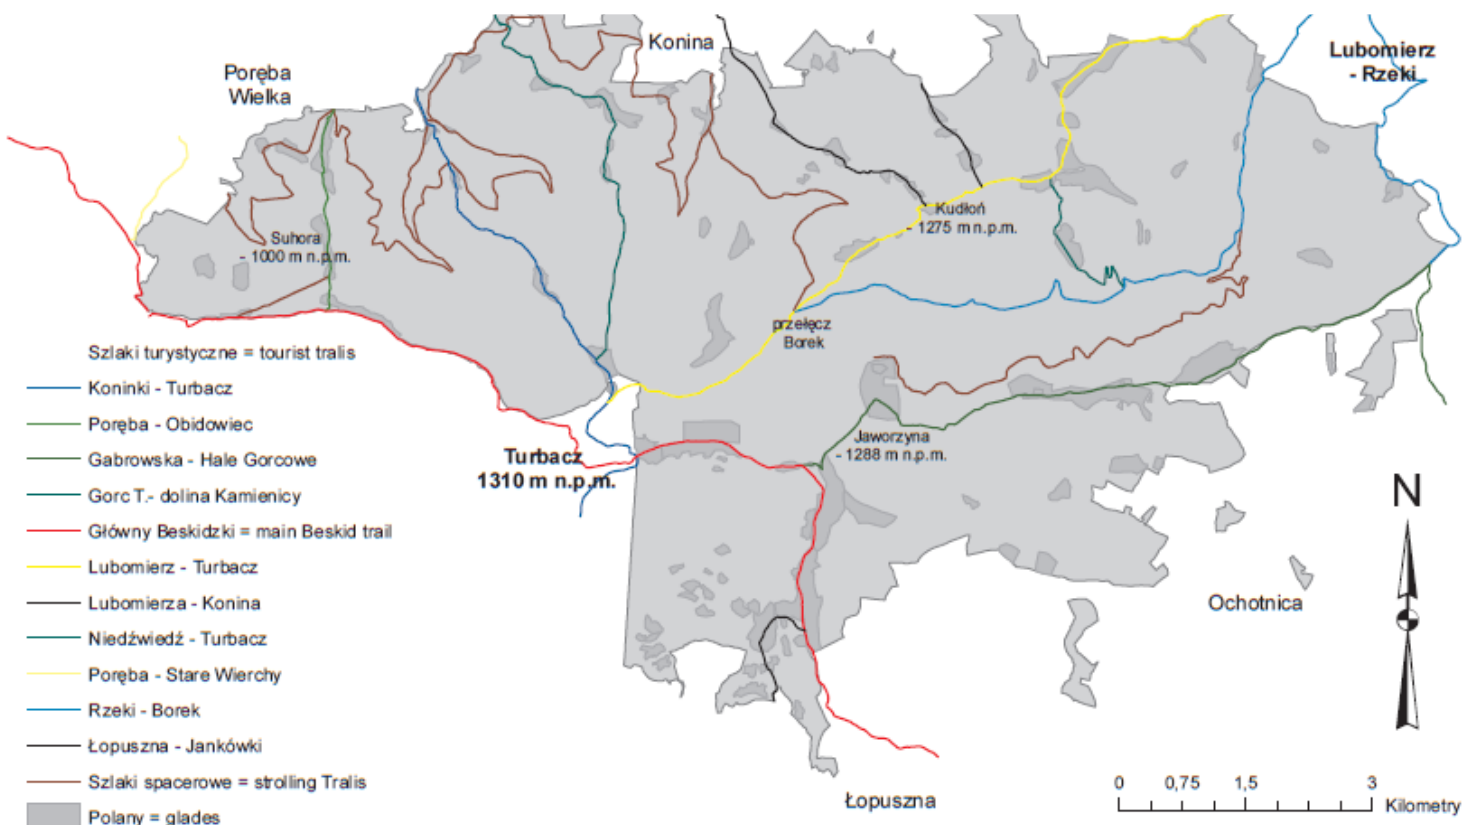 Konina
Lubomierz
- Rzeki
Poręba
Wielka
Kudłoń
- 1275 m n.p.m.
Suhora
- 1000 m n.p.m.
przełęcz
Borek
Szlaki turystyczne = tourist tralis
Koninki - Turbacz
Poręba - Obidowiec
Gabrowska - Hale Gorcowe
Gorc T.- dolina Kamienicy
Główny Beskidzki = main Beskid trail
Lubomierz - Turbacz
Lubomierza - Konina
Niedźwiedź - Turbacz
Poręba - Stare Wierchy
Rzeki - Borek
Łopuszna - Jankówki
Szlaki spacerowe = strolling Tralis
Polany = glades
Jaworzyna
- 1288 m n.p.m.
Turbacz
1310 m n.p.m.
N
Ochotnica
Łopuszna
0 0,75 1,5 3
Kilometry